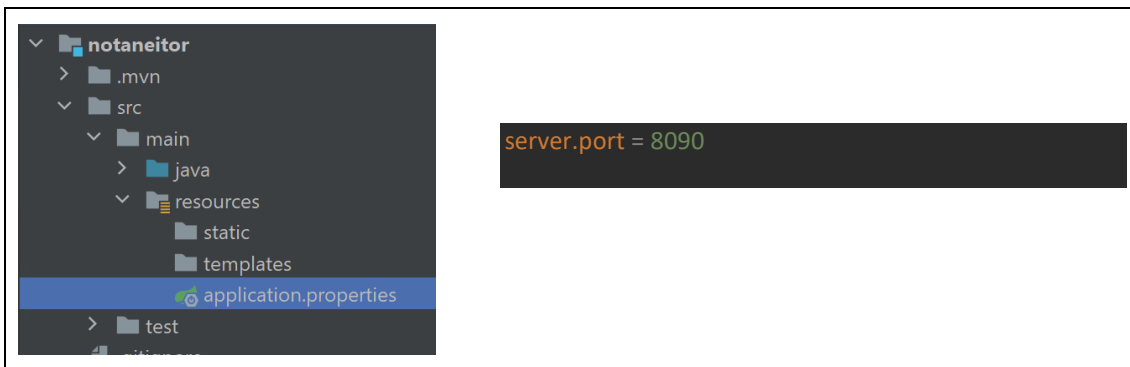 notaneitor
.mvn
src
main
java
resources
static
templates
application.properties
test
server.port = 8090